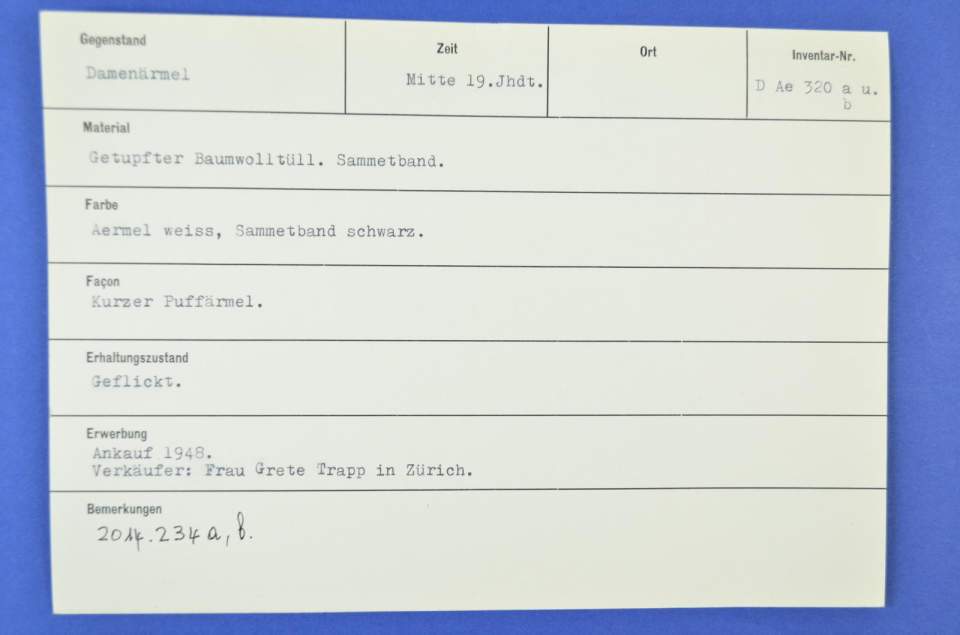 Gegenstand
Damenärmel
Zeit
Mitte 19.Jhdt.
Ort
Inventar-Nr.
D Ae 320 a u.
b
Material
Getupfter Baumwolltüll. Sammetband.
Farbe
Aermel weiss, Sammetband schwarz.
Façon
Kurzer Puffärmel.
Erhaltungszustand
Geflickt.
Erwerbung
Ankauf 1948.
Verkäufer: Frau Grete Trapp in Zürich.
Bemerkungen
2014.234 a, b.